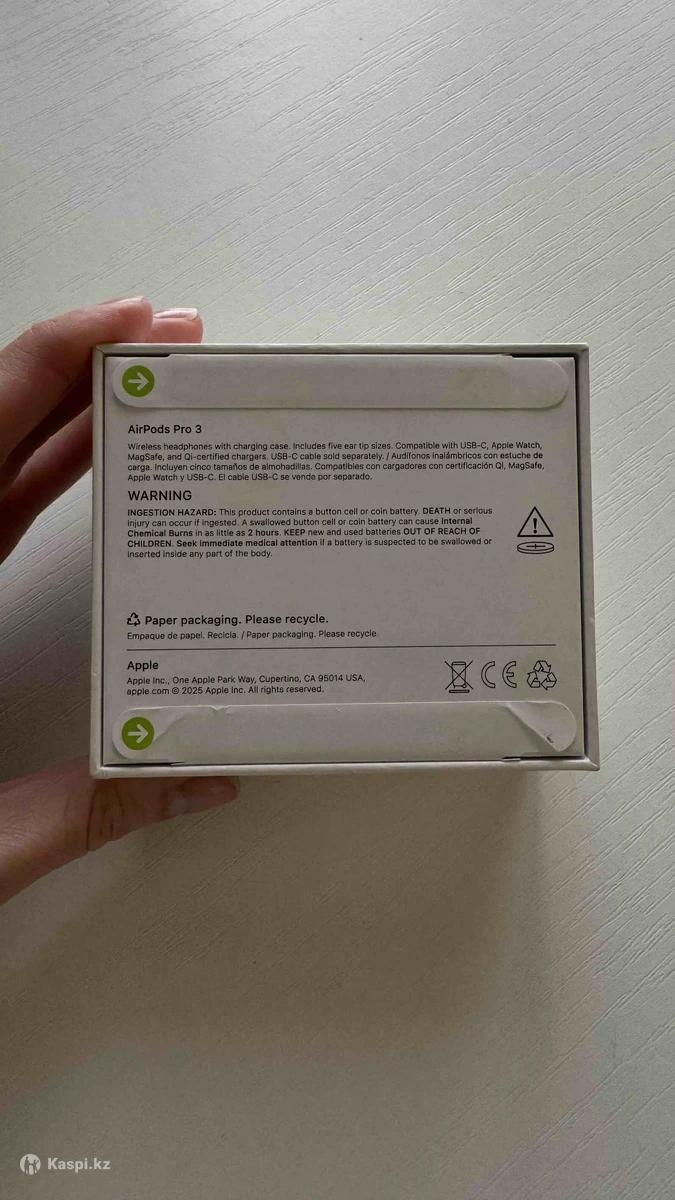 AirPods Pro 3
Wireless headphones with charging case. Includes five ear tip sizes. Compatible with USB-C, Apple Watch,
MagSafe, and Qi-certified chargers. USB-C cable sold separately. / Audífonos inalámbricos con estuche de
carga. Incluyen cinco tamaños de almohadillas. Compatibles con cargadores con certificación Qi, MagSafe,
Apple Watch y USB-C. El cable USB-C se vende por separado.
WARNING
INGESTION HAZARD: This product contains a button cell or coin battery. DEATH or serious
injury can occur if ingested. A swallowed button cell or coin battery can cause Internal
Chemical Burns in as little as 2 hours. KEEP new and used batteries OUT OF REACH OF
CHILDREN. Seek immediate medical attention if a battery is suspected to be swallowed or
inserted inside any part of the body.
Paper packaging. Please recycle.
Empaque de papel. Recicla. / Paper packaging. Please recycle
Apple
Apple Inc., One Apple Park Way, Cupertino, CA 95014 USA,
apple.com © 2025 Apple Inc. All rights reserved.
CE
Kaspi.kz